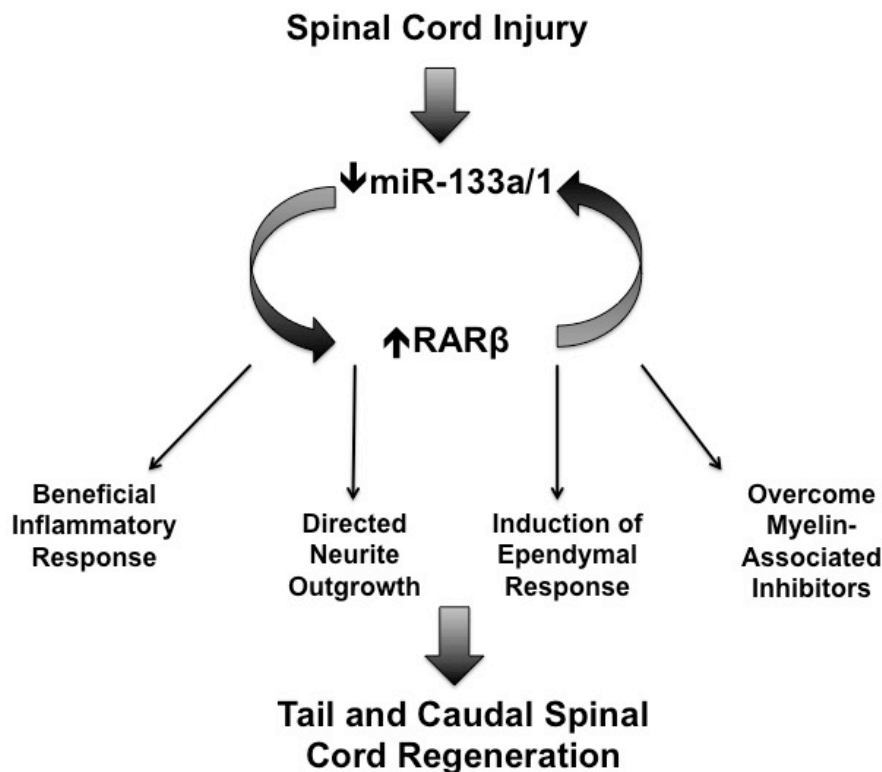 Spinal Cord Injury
↓miR-133a/1
↑RARβ
Beneficial
Inflammatory
Response
Directed
Neurite
Outgrowth
Induction of
Ependymal
Response
Overcome
Myelin-
Associated
Inhibitors
Tail and Caudal Spinal
Cord Regeneration